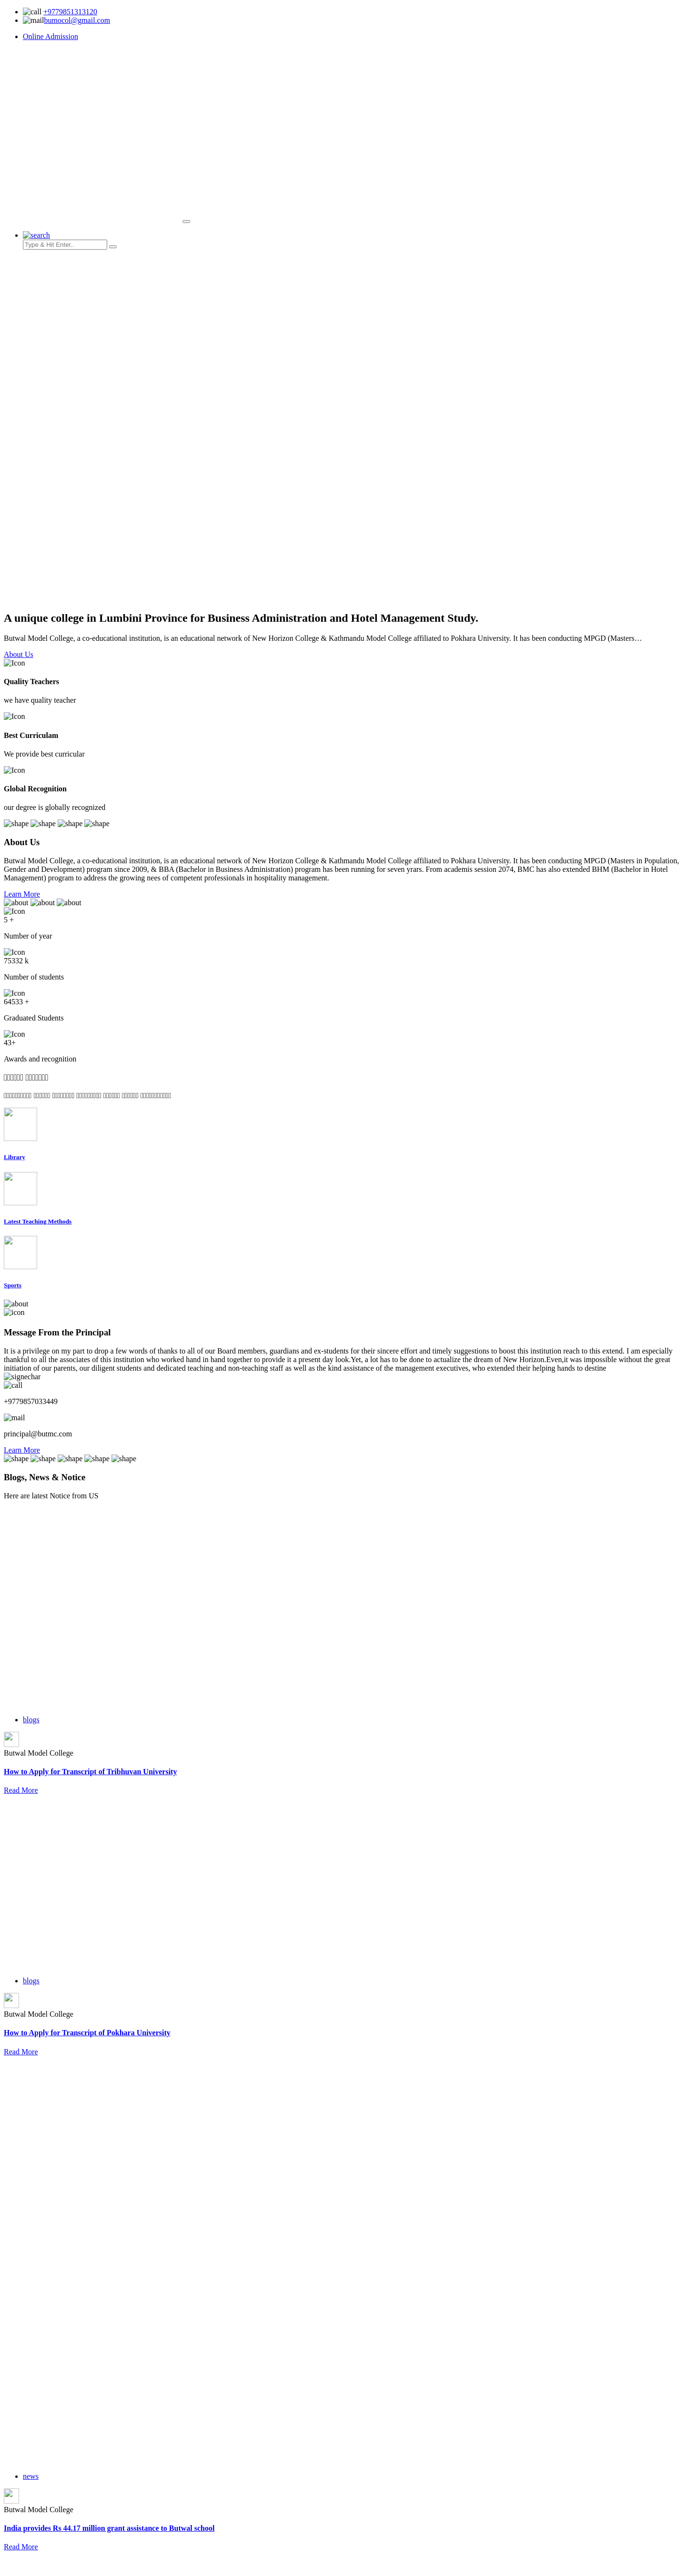 call +9779851313120
mailbumocol@gmail.com
Online Admission
search
Type & Hit Enter..
A unique college in Lumbini Province for Business Administration and Hotel Management Study.
Butwal Model College, a co-educational institution, is an educational network of New Horizon College & Kathmandu Model College affiliated to Pokhara University. It has been conducting MPGD (Masters…
About Us
Icon
Quality Teachers
we have quality teacher
Icon
Best Curriculam
We provide best curricular
Icon
Global Recognition
our degree is globally recognized
shape shape shape shape
About Us
Butwal Model College, a co-educational institution, is an educational network of New Horizon College & Kathmandu Model College affiliated to Pokhara University. It has been conducting MPGD (Masters in Population,
Gender and Development) program since 2009, & BBA (Bachelor in Business Administration) program has been running for seven yrars. From academis session 2074, BMC has also extended BHM (Bachelor in Hotel
Management) program to address the growing nees of competent professionals in hospitality management.
Learn More
about about about
Icon
5 +
Number of year
Icon
75332 k
Number of students
Icon
64533 +
Graduated Students
Icon
43+
Awards and recognition
Library
Latest Teaching Methods
Sports
about
icon
Message From the Principal
It is a privilege on my part to drop a few words of thanks to all of our Board members, guardians and ex-students for their sincere effort and timely suggestions to boost this institution reach to this extend. I am especially
thankful to all the associates of this institution who worked hand in hand together to provide it a present day look.Yet, a lot has to be done to actualize the dream of New Horizon.Even,it was impossible without the great
initiation of our parents, our diligent students and dedicated teaching and non-teaching staff as well as the kind assistance of the management executives, who extended their helping hands to destine
signechar
call
+9779857033449
mail
principal@butmc.com
Learn More
shape shape shape shape shape
Blogs, News & Notice
Here are latest Notice from US
blogs
Butwal Model College
How to Apply for Transcript of Tribhuvan University
Read More
blogs
Butwal Model College
How to Apply for Transcript of Pokhara University
Read More
news
Butwal Model College
India provides Rs 44.17 million grant assistance to Butwal school
Read More